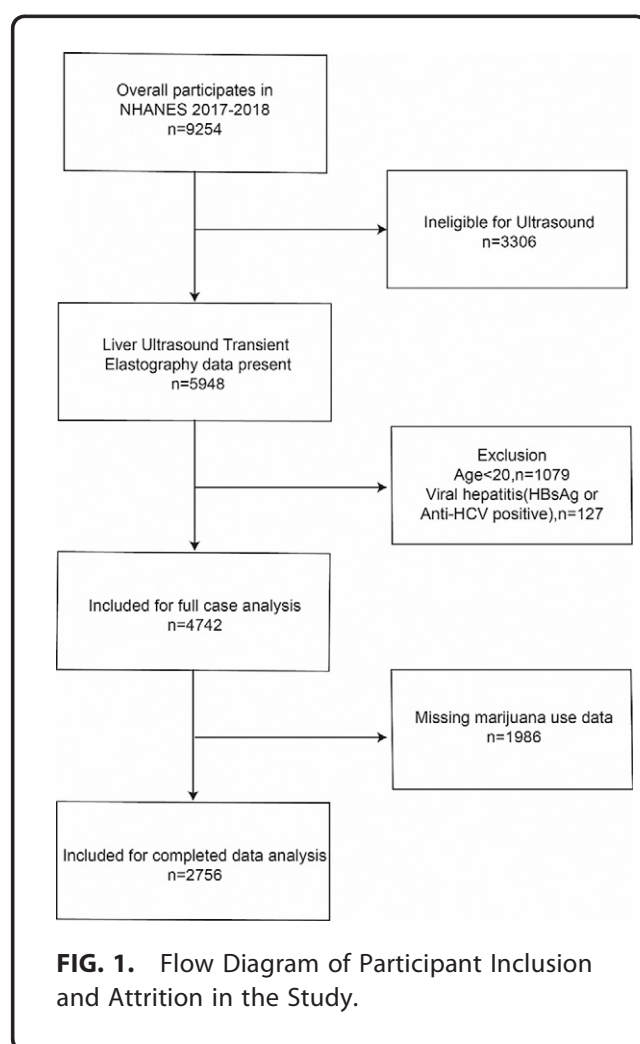 Overall participates in
NHANES 2017-2018
n=9254
Ineligible for Ultrasound
n=3306
Liver Ultrasound Transient
Elastography data present
n=5948
Exclusion
Age<20,n=1079
Viral hepatitis(HBsAg or
Anti-HCV positive),n=127
Included for full case analysis
n=4742
Missing marijuana use data
n=1986
Included for completed data analysis
n=2756
FIG. 1. Flow Diagram of Participant Inclusion
and Attrition in the Study.